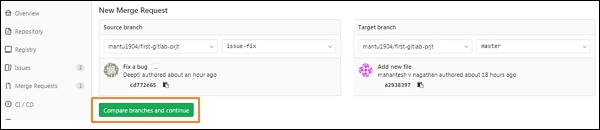 Overview
Repository
Registry
Issues 2
Merge Requests 1
CI / CD
New Merge Request
Source branch
mantu1904/first-gitlab-prjt
issue-fix
Fix a bug ...
Deepti authored about an hour ago
cd772e65
Target branch
mantu1904/first-gitlab-prjt
master
Add new file
mahantesh v nagathan authored about 18 hours ago
a2938397
Compare branches and continue